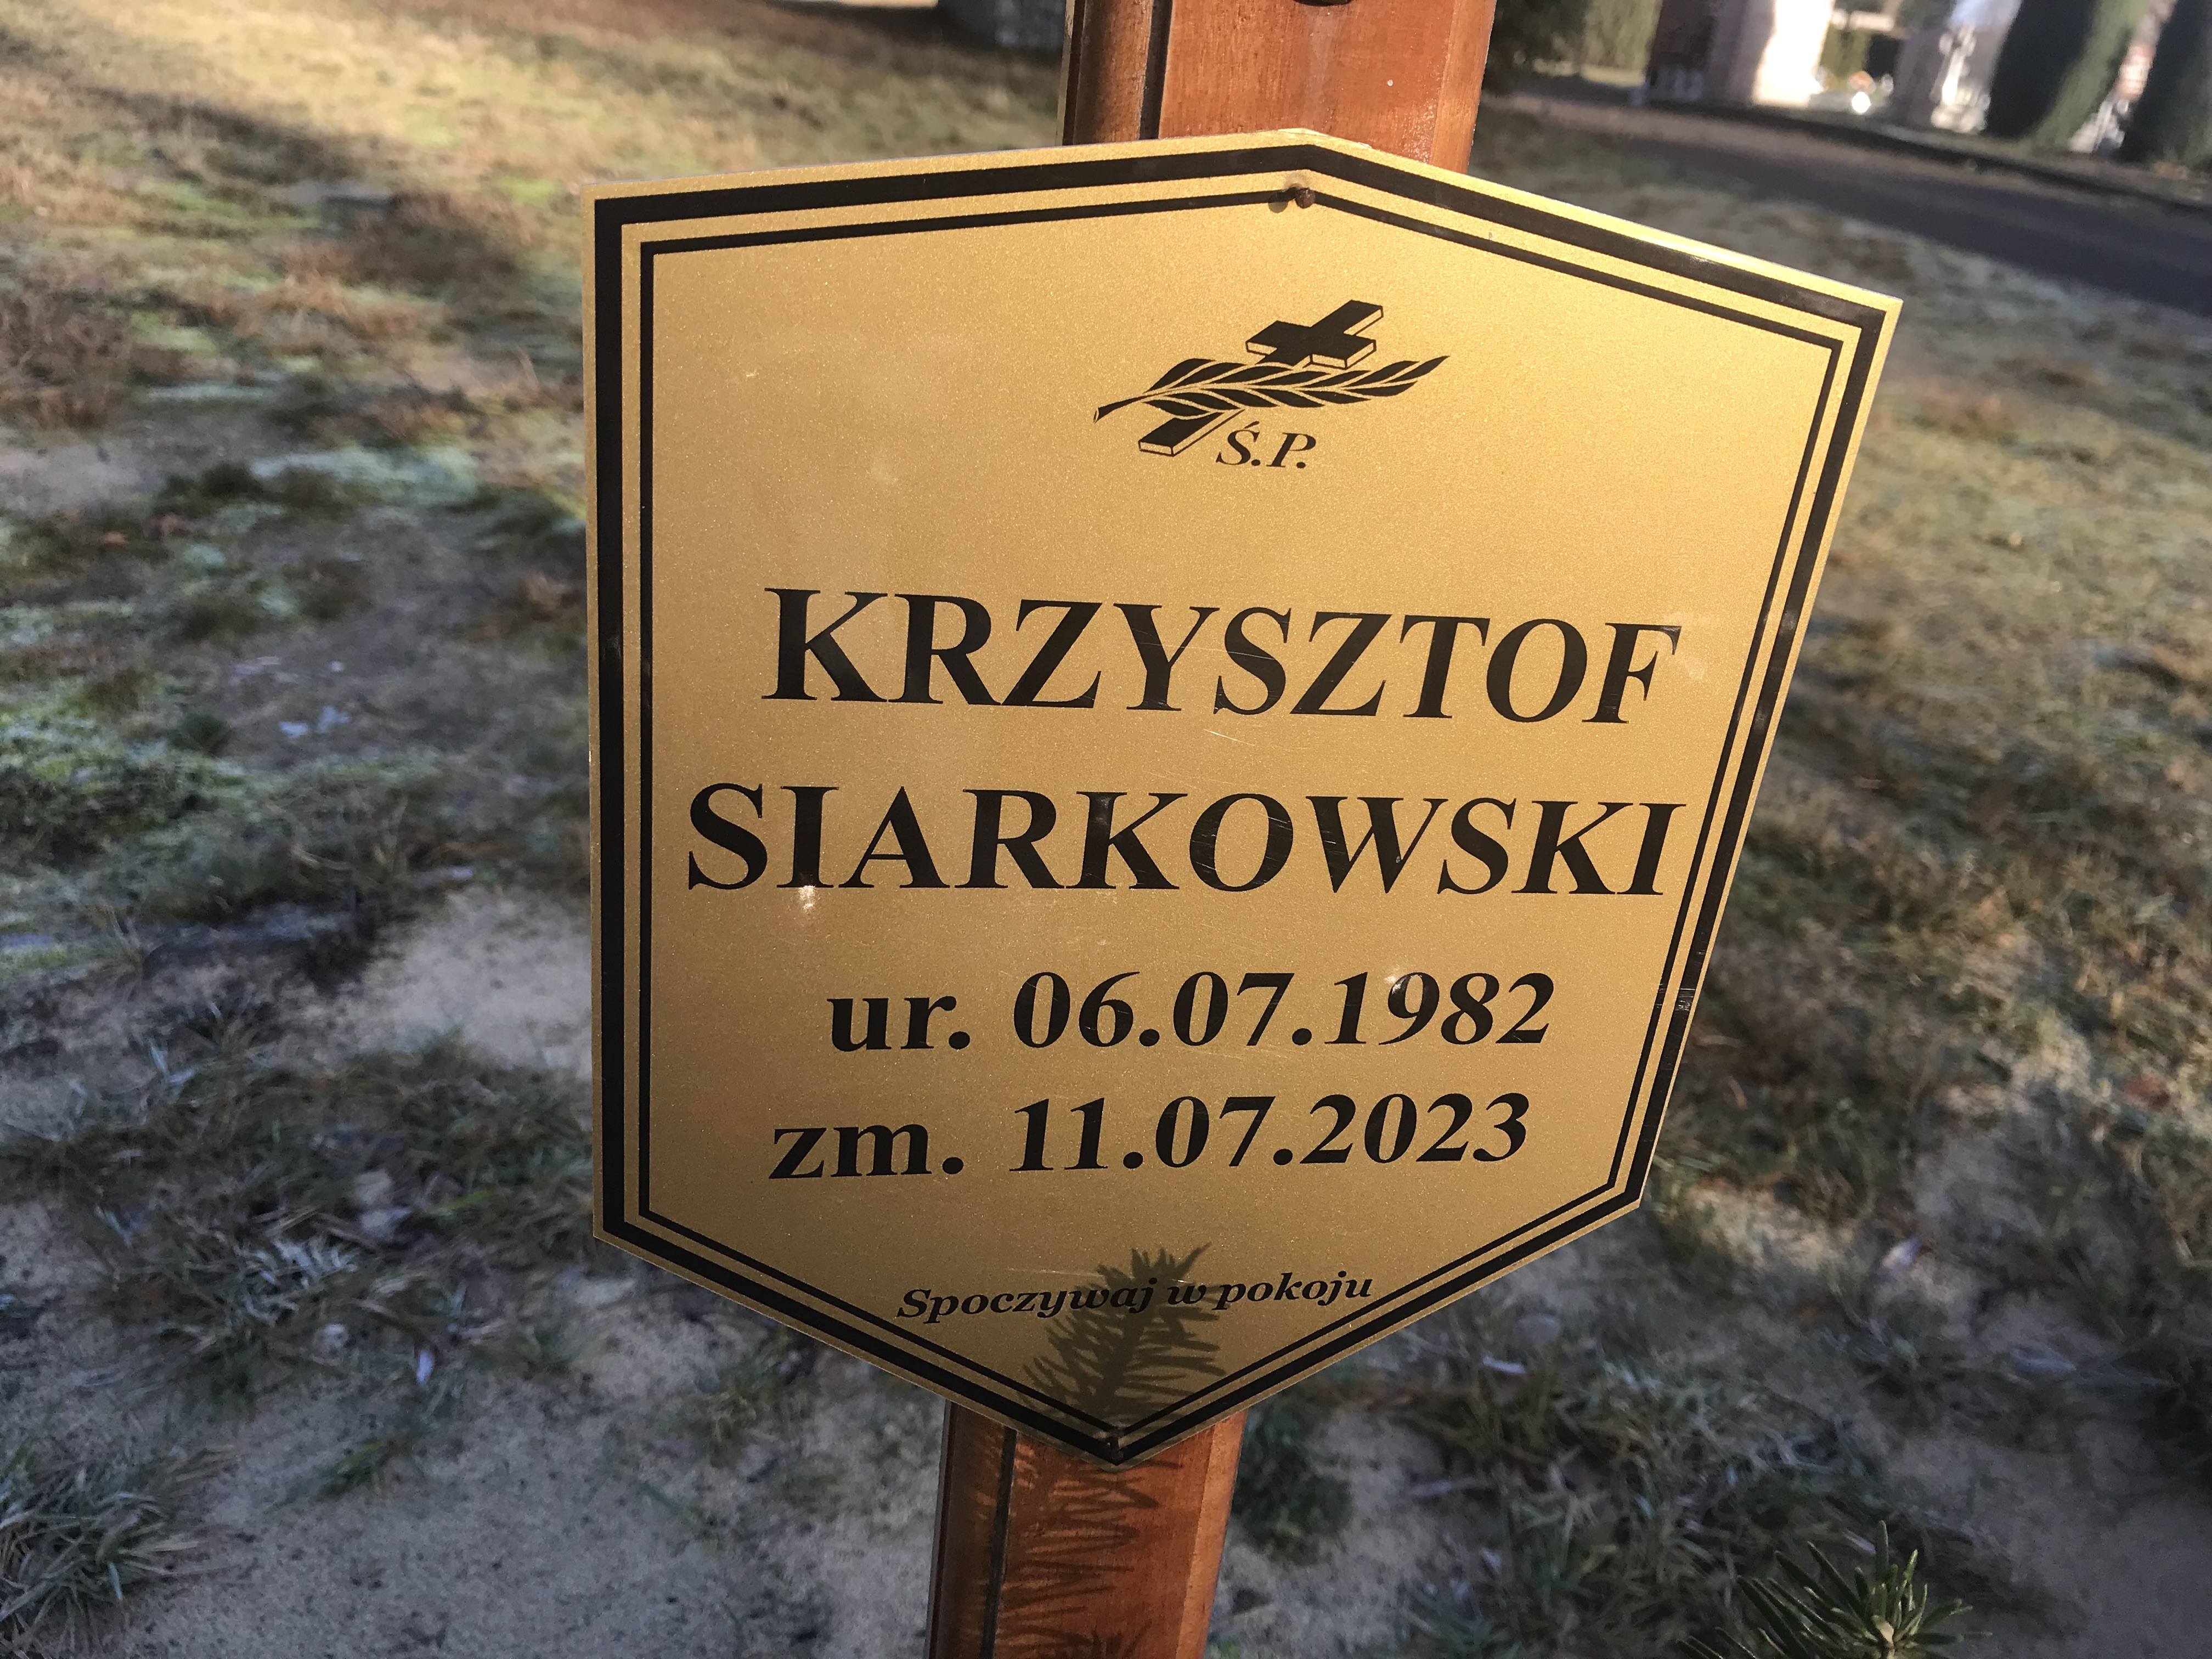 Ś.P.
KRZYSZTOF
SIARKOWSKI
ur. 06.07.1982
zm. 11.07.2023
Spoczywaj w pokoju